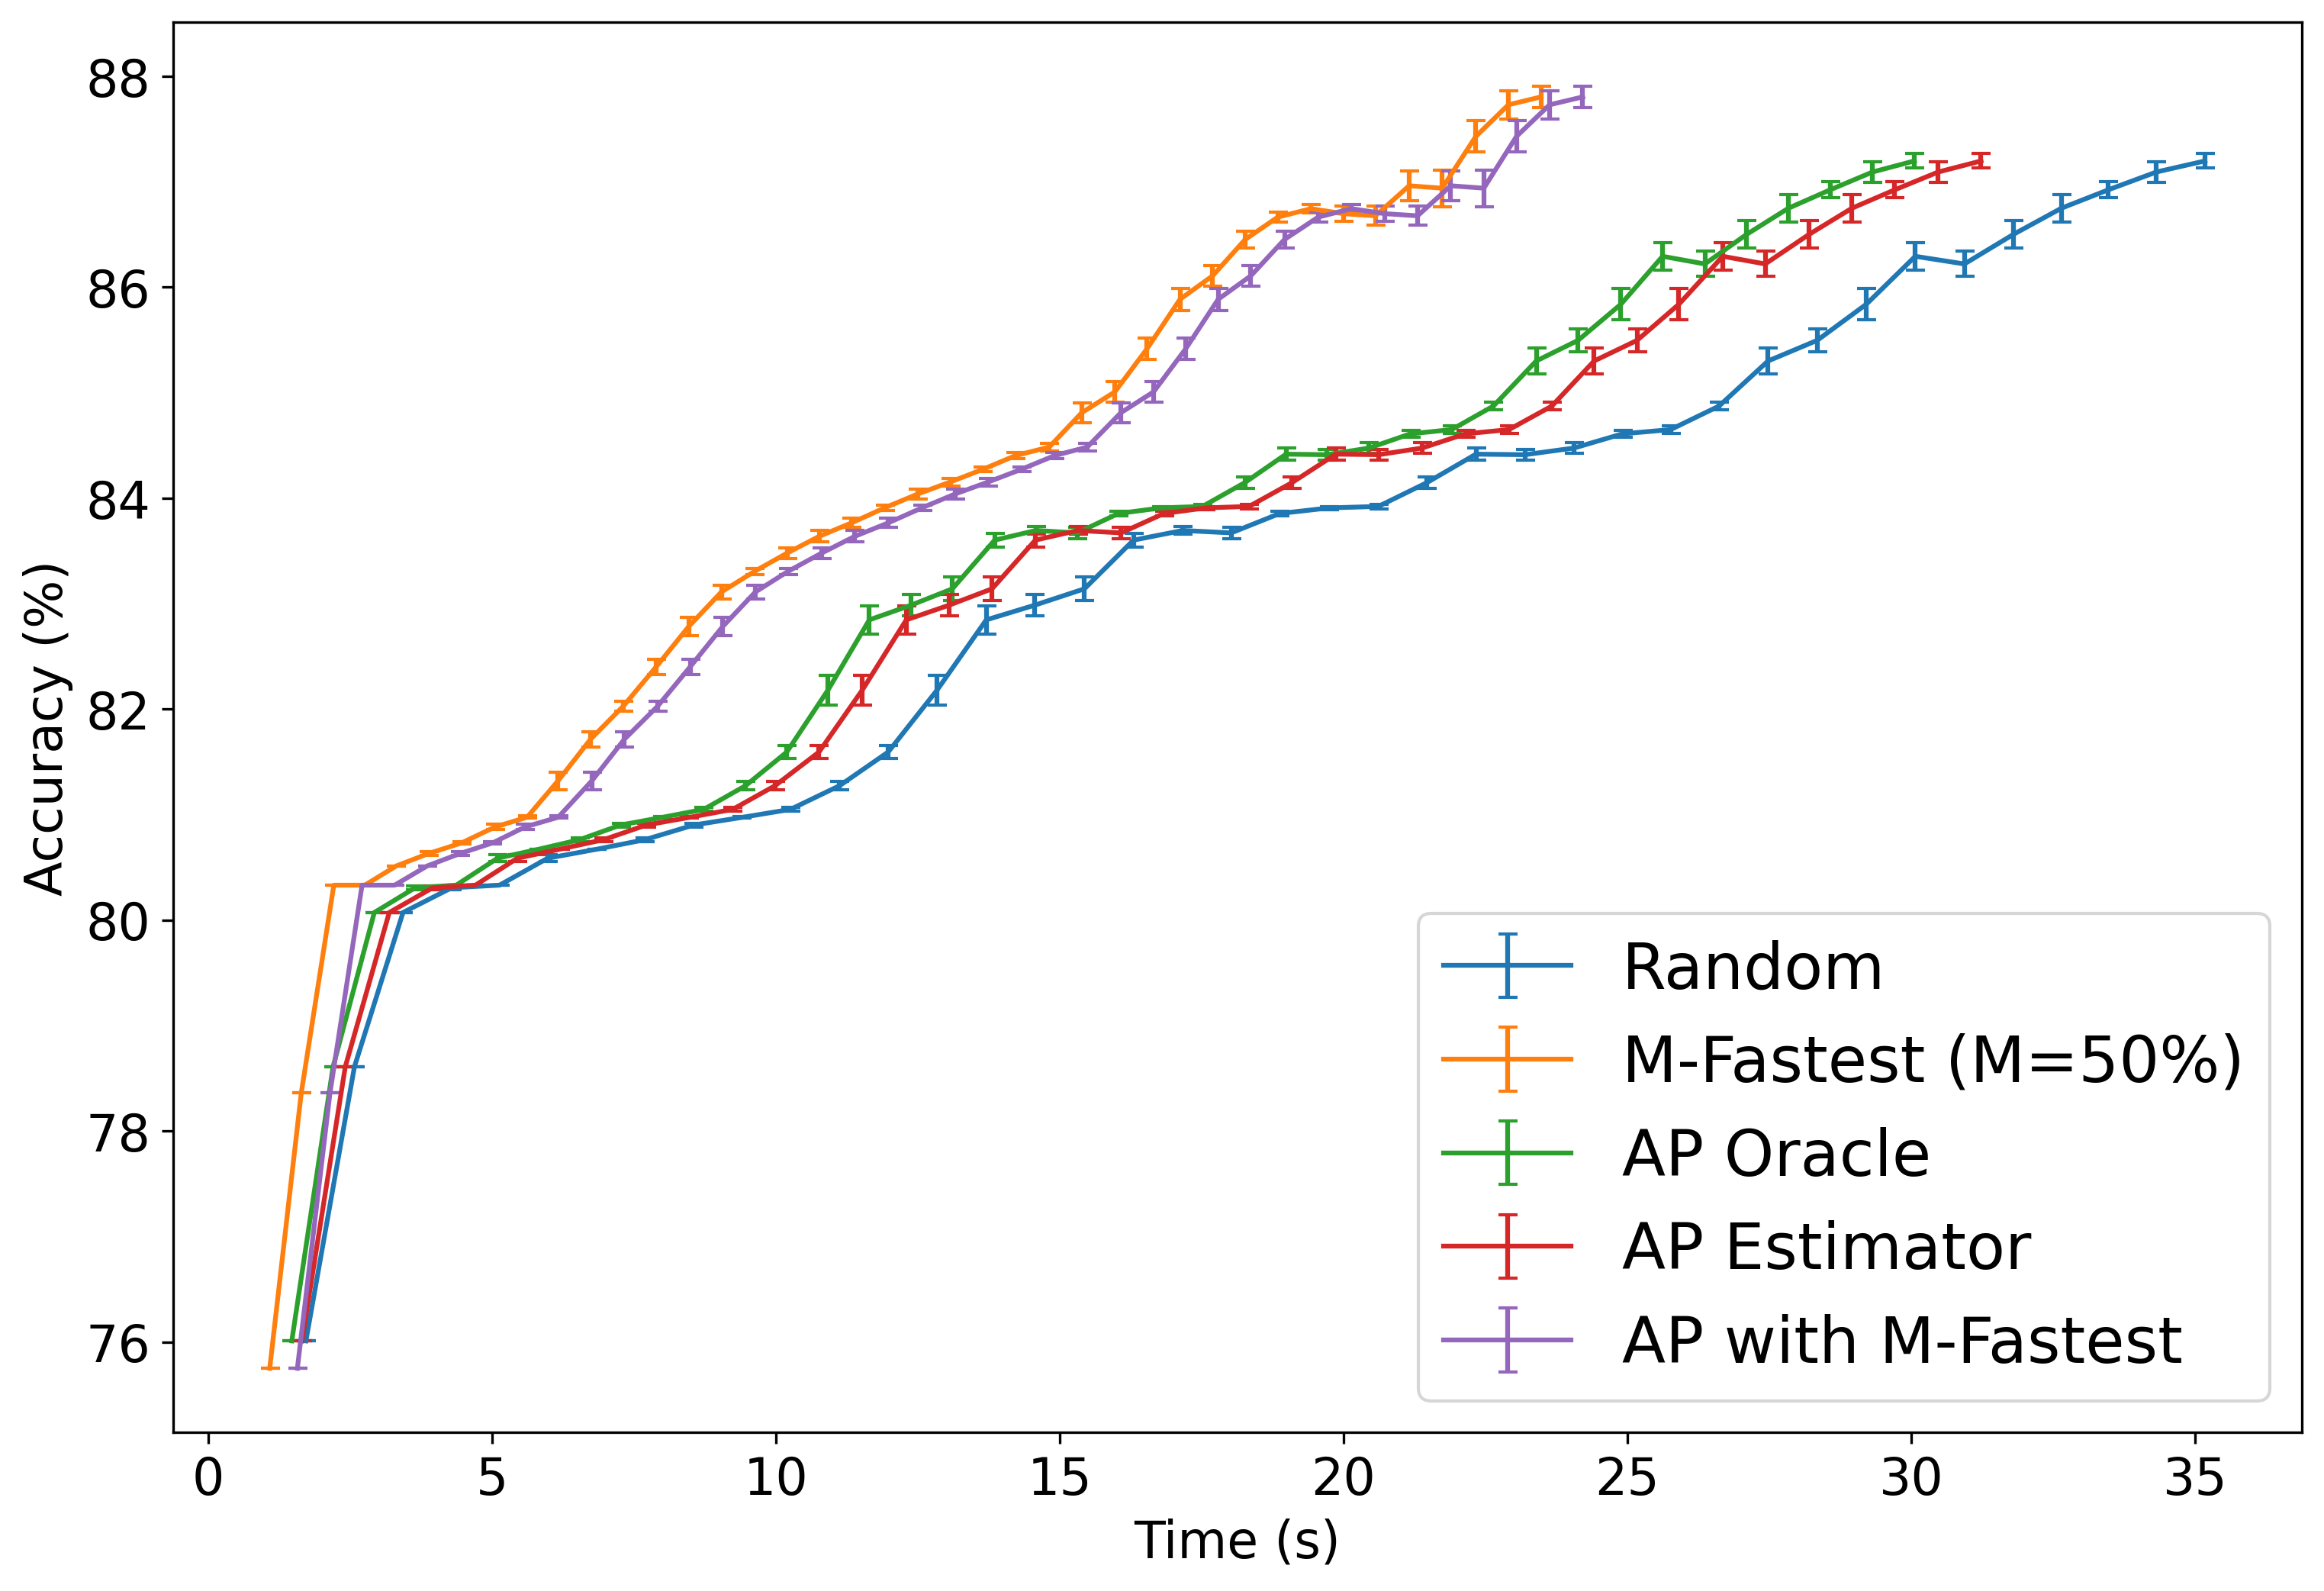 88
86
84
82
80
78
76
Accuracy (%)
0 5 10 15 20 25 30 35
Time (s)
Random
M-Fastest (M=50%)
AP Oracle
AP Estimator
AP with M-Fastest